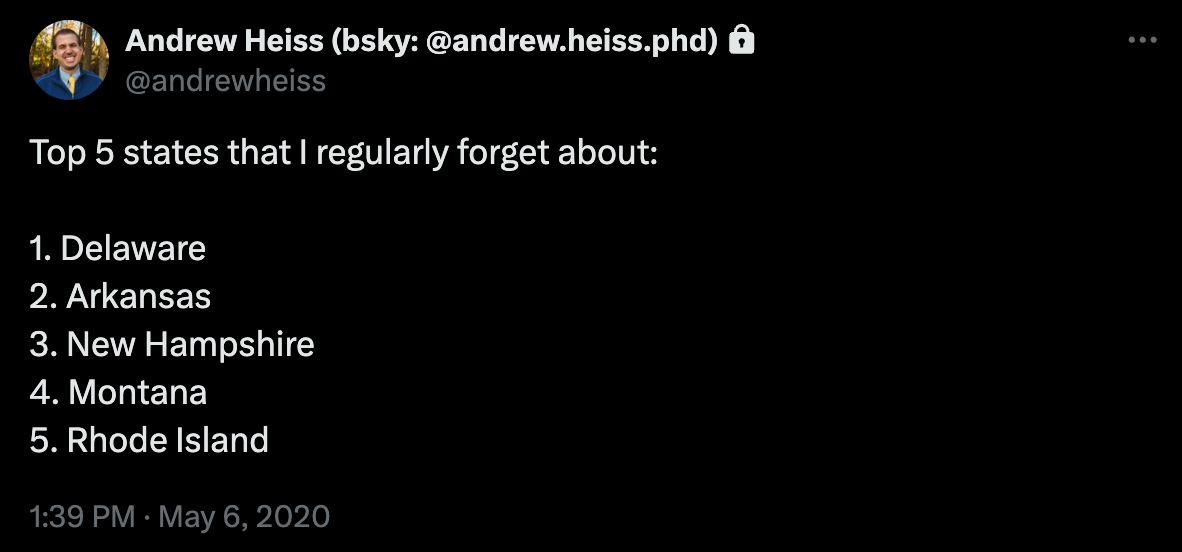 Andrew Heiss (bsky: @andrew.heiss.phd)
@andrewheiss
Top 5 states that I regularly forget about:
1. Delaware
2. Arkansas
3. New Hampshire
4. Montana
5. Rhode Island
1:39 PM · May 6, 2020